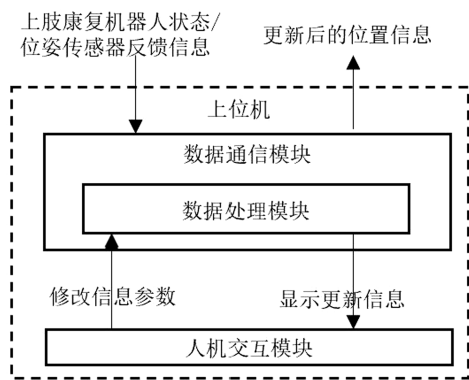 上肢康复机器人状态/
位姿传感器反馈信息
更新后的位置信息
上位机
数据通信模块
数据处理模块
修改信息参数
显示更新信息
人机交互模块